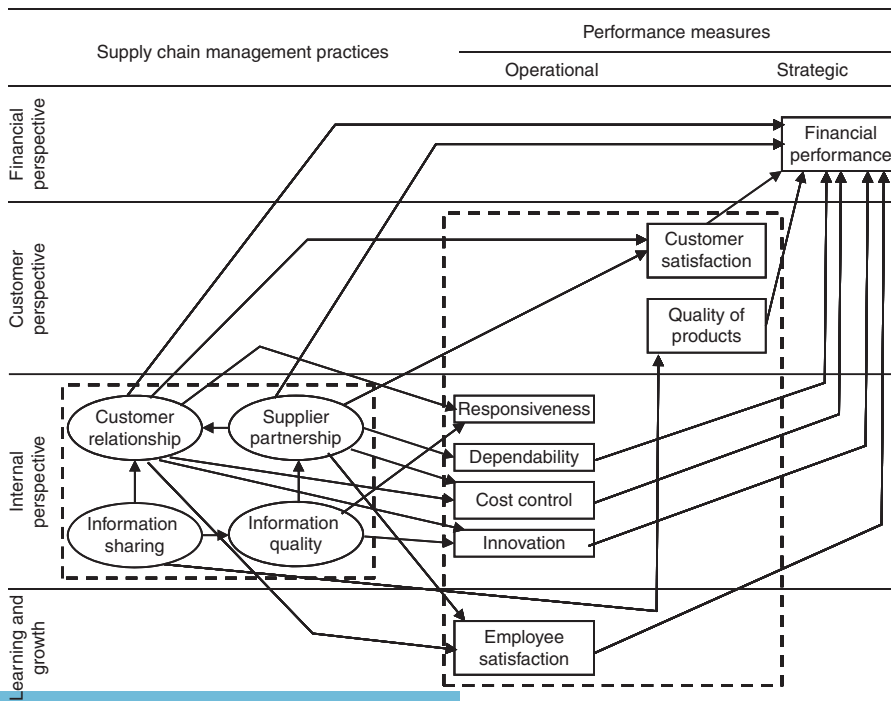 Supply chain management practices
Performance measures
Operational
Strategic
Financial
perspective
Financial
performance
Customer
perspective
Customer
satisfaction
Quality of
products
Internal
perspective
Customer
relationship
Supplier
partnership
Information
sharing
Information
quality
Responsiveness
Dependability
Cost control
Innovation
Learning and
growth
Employee
satisfaction